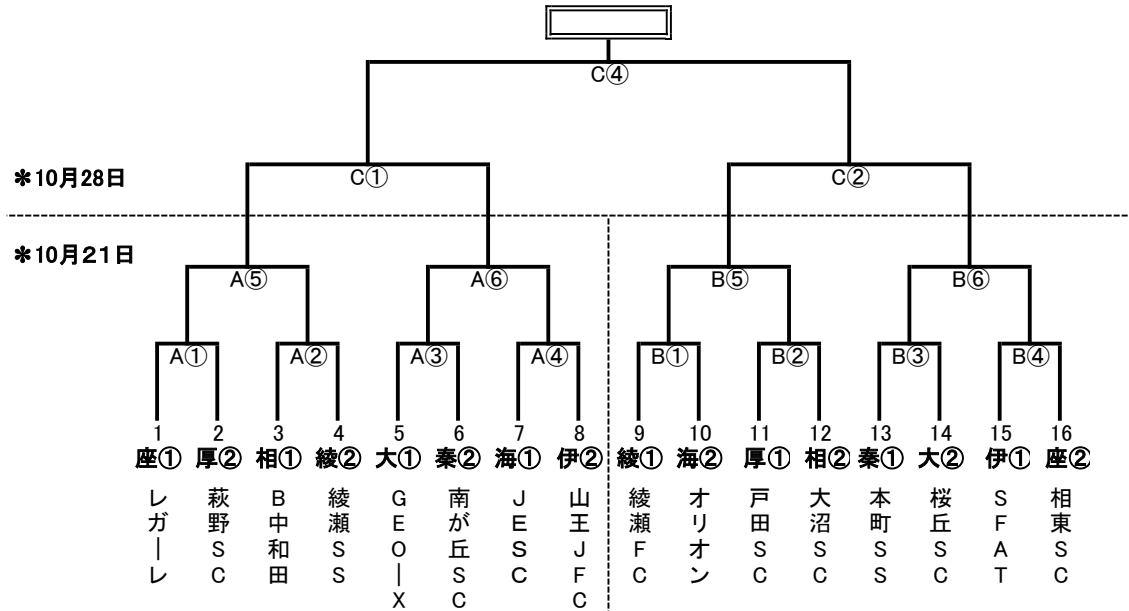 C④
*10月28日
C①
C②
*10月21日
A⑤
A⑥
B⑤
B⑥
A①
A②
A③
A④
B①
B②
B③
B④
1 2 3 4 5 6 7 8 9 10 11 12 13 14 15 16
座① 厚② 相① 綾② 大① 秦② 海① 伊② 綾① 海② 厚① 相② 秦① 大② 伊① 座②
レガーレ
萩野SC
B中和田
綾瀬SS
GEO-X
南が丘SC
JESC
山王JFC
綾瀬FC
オリオン
戸田SC
大沼SC
本町SS
桜丘SC
SFAT
相東SC